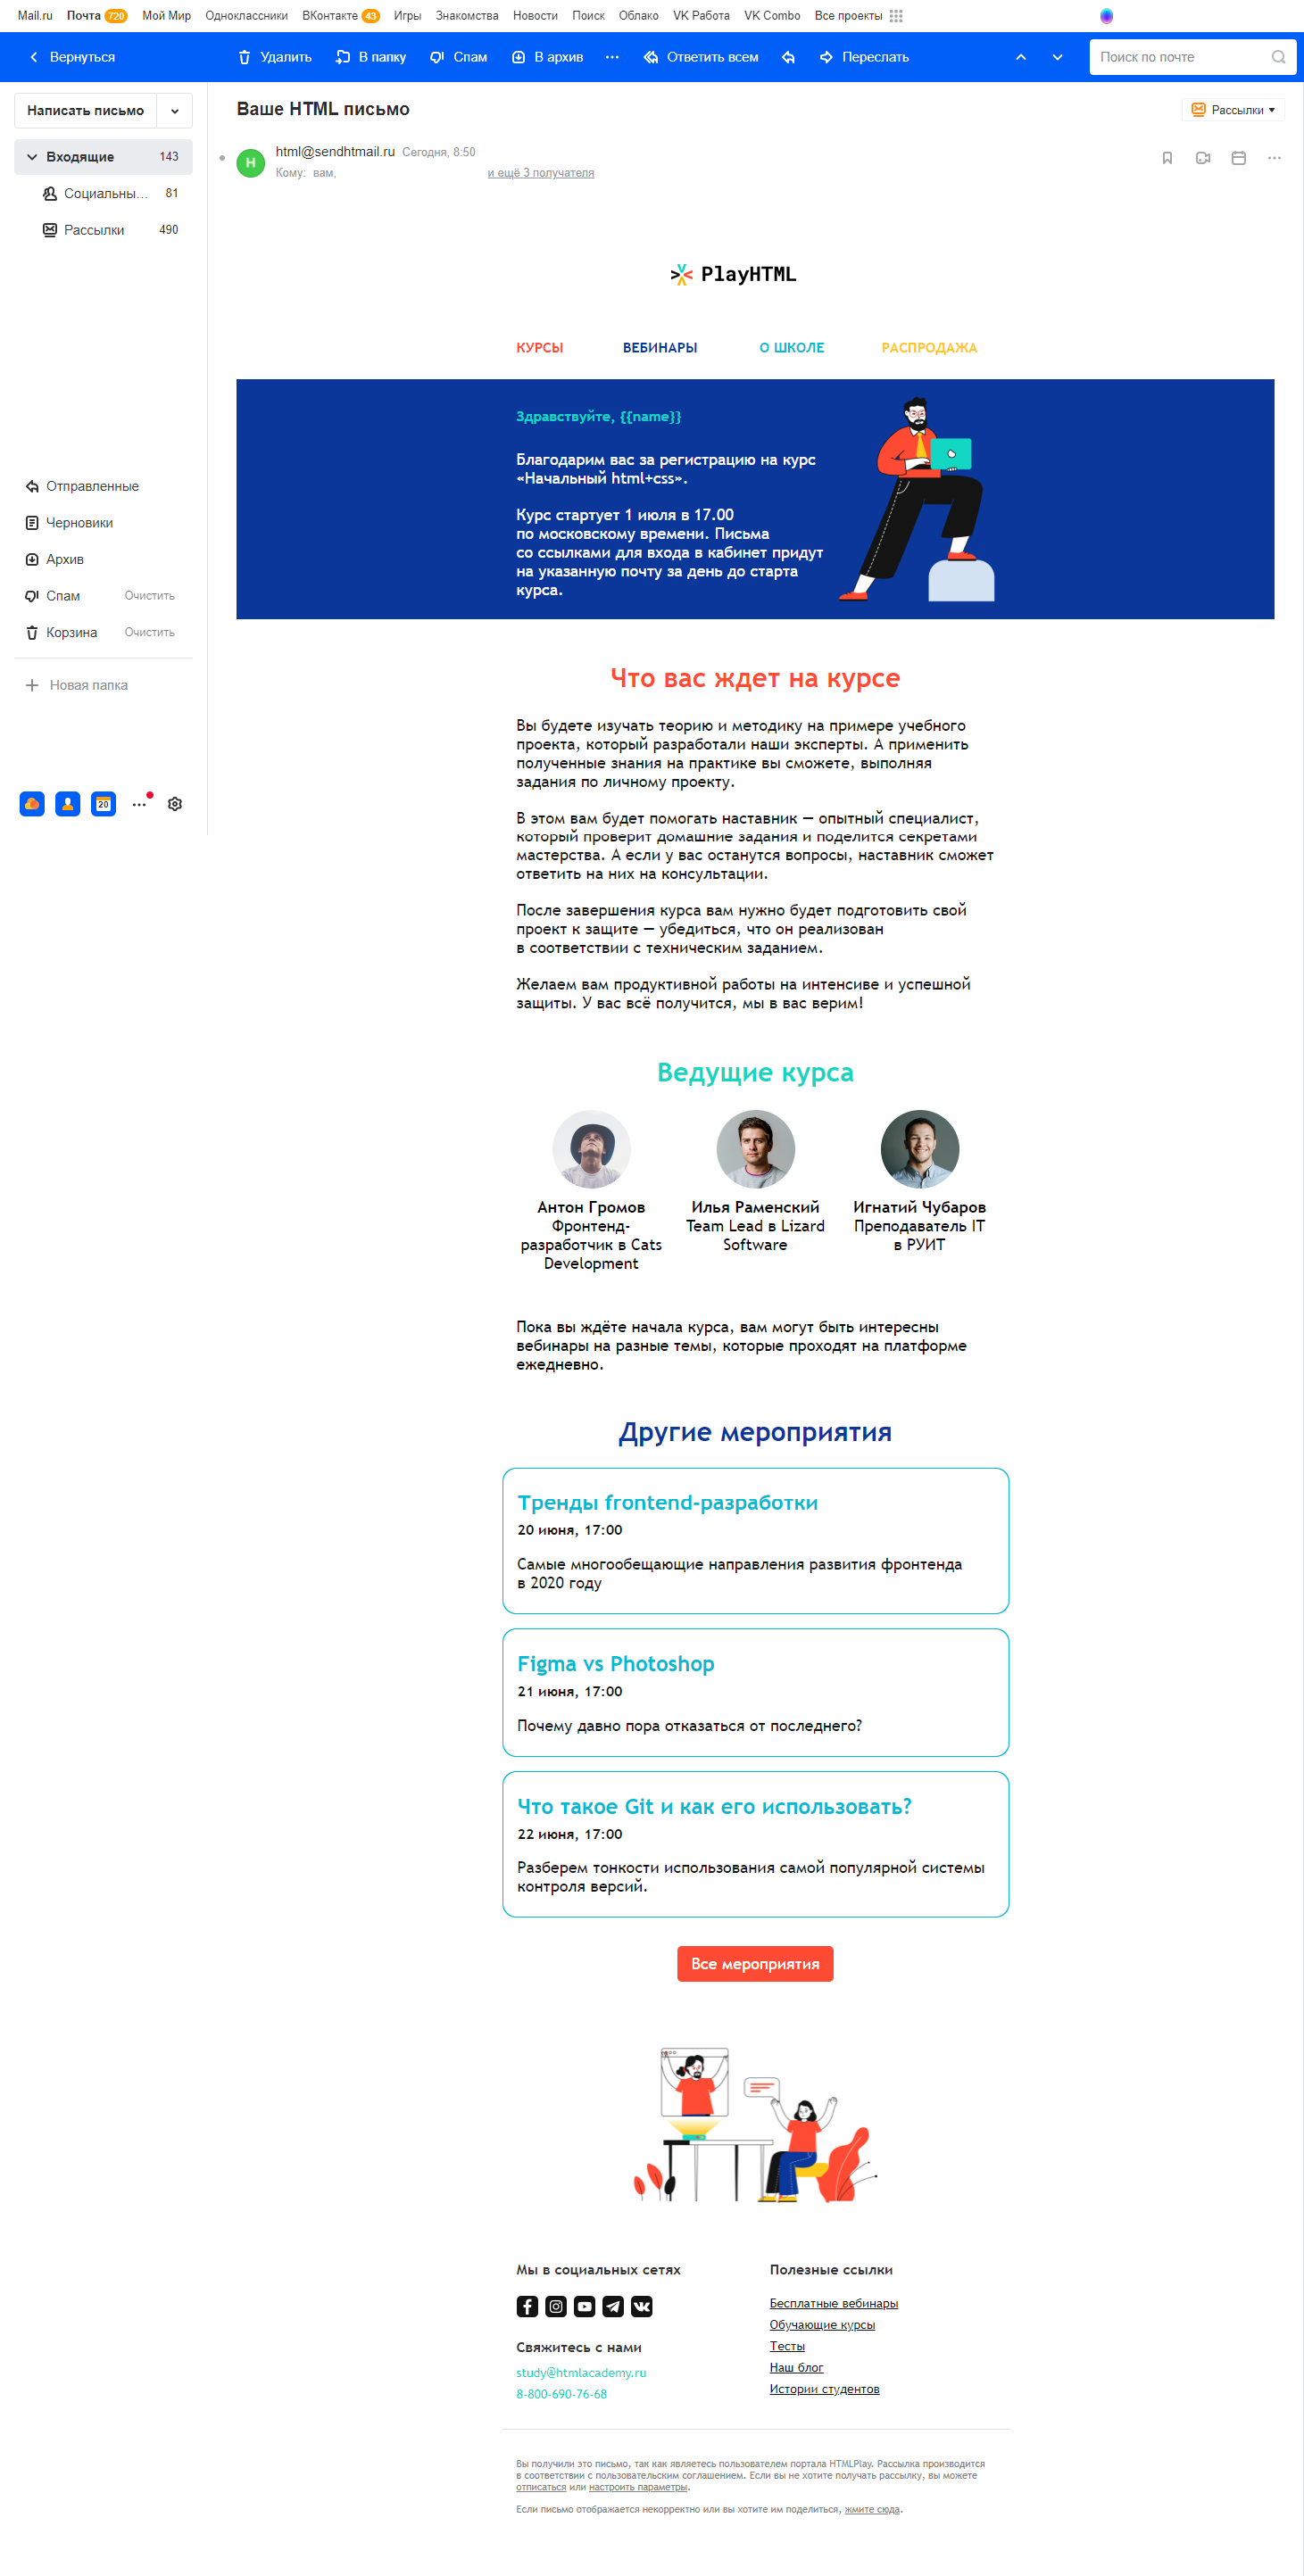 Mail.ru Почта 720 Мой Мир Одноклассники ВКонтакте 43 Игры Знакомства Новости Поиск Облако VK Работа VK Combo Все проекты
Вернуться Удалить В папку Спам В архив Ответить всем Переслать Поиск по почте
Написать письмо
Входящие 143
Социальны... 81
Рассылки 490
Отправленные
Черновики
Архив
Спам Очистить
Корзина Очистить
Новая папка
20
Ваше HTML письмо
Рассылки
H
html@sendhtmail.ru Сегодня, 8:50
Кому: вам, и ещё 3 получателя
PlayHTML
КУРСЫ ВЕБИНАРЫ О ШКОЛЕ РАСПРОДАЖА
Здравствуйте, {{name}}
Благодарим вас за регистрацию на курс
«Начальный html+css».
Курс стартует 1 июля в 17.00
по московскому времени. Письма
со ссылками для входа в кабинет придут
на указанную почту за день до старта
курса.
Что вас ждет на курсе
Вы будете изучать теорию и методику на примере учебного
проекта, который разработали наши эксперты. А применить
полученные знания на практике вы сможете, выполняя
задания по личному проекту.
В этом вам будет помогать наставник — опытный специалист,
который проверит домашние задания и поделится секретами
мастерства. А если у вас останутся вопросы, наставник сможет
ответить на них на консультации.
После завершения курса вам нужно будет подготовить свой
проект к защите — убедиться, что он реализован
в соответствии с техническим заданием.
Желаем вам продуктивной работы на интенсиве и успешной
защиты. У вас всё получится, мы в вас верим!
Ведущие курса
Антон Громов
Фронтенд-
разработчик в Cats
Development
Илья Раменский
Team Lead в Lizard
Software
Игнатий Чубаров
Преподаватель IT
в РУИТ
Пока вы ждёте начала курса, вам могут быть интересны
вебинары на разные темы, которые проходят на платформе
ежедневно.
Другие мероприятия
Тренды frontend-разработки
20 июня, 17:00
Самые многообещающие направления развития фронтенда
в 2020 году
Figma vs Photoshop
21 июня, 17:00
Почему давно пора отказаться от последнего?
Что такое Git и как его использовать?
22 июня, 17:00
Разберем тонкости использования самой популярной системы
контроля версий.
Все мероприятия
Мы в социальных сетях
Свяжитесь с нами
study@htmlacademy.ru
8-800-690-76-68
Полезные ссылки
Бесплатные вебинары
Обучающие курсы
Тесты
Наш блог
Истории студентов
Вы получили это письмо, так как являетесь пользователем портала HTMLPlay. Рассылка производится
в соответствии с пользовательским соглашением. Если вы не хотите получать рассылку, вы можете
отписаться или настроить параметры.
Если письмо отображается некорректно или вы хотите им поделиться, жмите сюда.